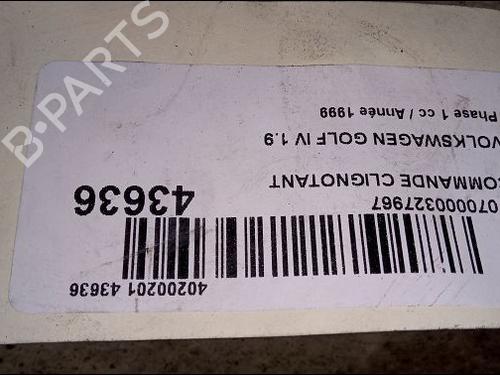 40200201 43636
070000327967
43636
COMMANDE CLIGNOTANT
VOLKSWAGEN GOLF IV 1.9
Phase 1 cc / Année 1999
B-PARTS